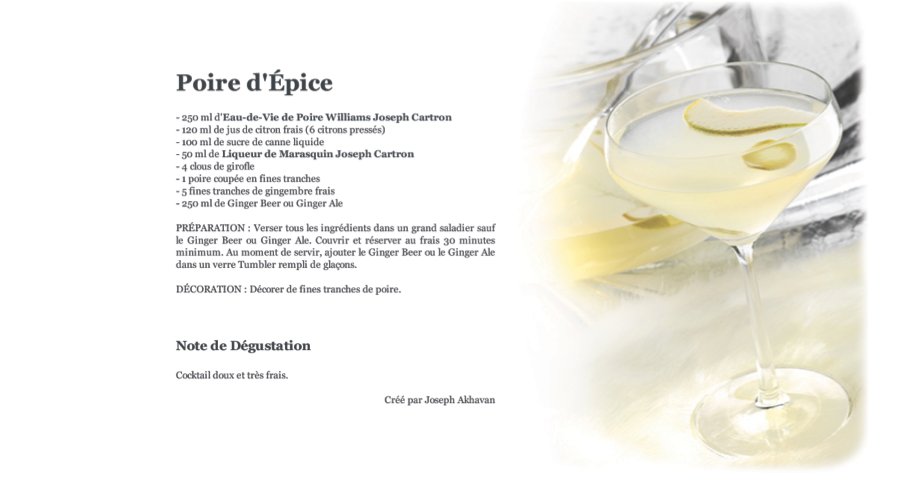 Poire d'Épice
- 250 ml d'Eau-de-Vie de Poire Williams Joseph Cartron
- 120 ml de jus de citron frais (6 citrons pressés)
- 100 ml de sucre de canne liquide
- 50 ml de Liqueur de Marasquin Joseph Cartron
- 4 clous de girofle
- 1 poire coupée en fines tranches
- 5 fines tranches de gingembre frais
- 250 ml de Ginger Beer ou Ginger Ale
PRÉPARATION : Verser tous les ingrédients dans un grand saladier sauf
le Ginger Beer ou Ginger Ale. Couvrir et réserver au frais 30 minutes
minimum. Au moment de servir, ajouter le Ginger Beer ou le Ginger Ale
dans un verre Tumbler rempli de glaçons.
DÉCORATION : Décorer de fines tranches de poire.
Note de Dégustation
Cocktail doux et très frais.
Créé par Joseph Akhavan